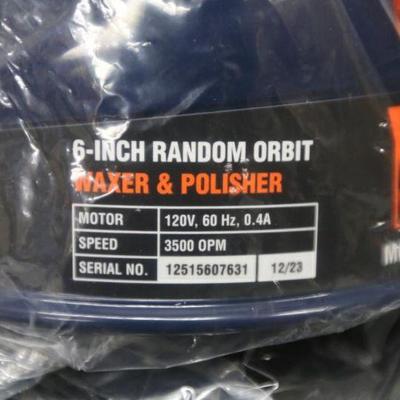 6-INCH RANDOM ORBIT
WAXER & POLISHER
MOTOR 120V, 60 Hz, 0.4A
SPEED 3500 OPM
SERIAL NO. 12515607631 12/23